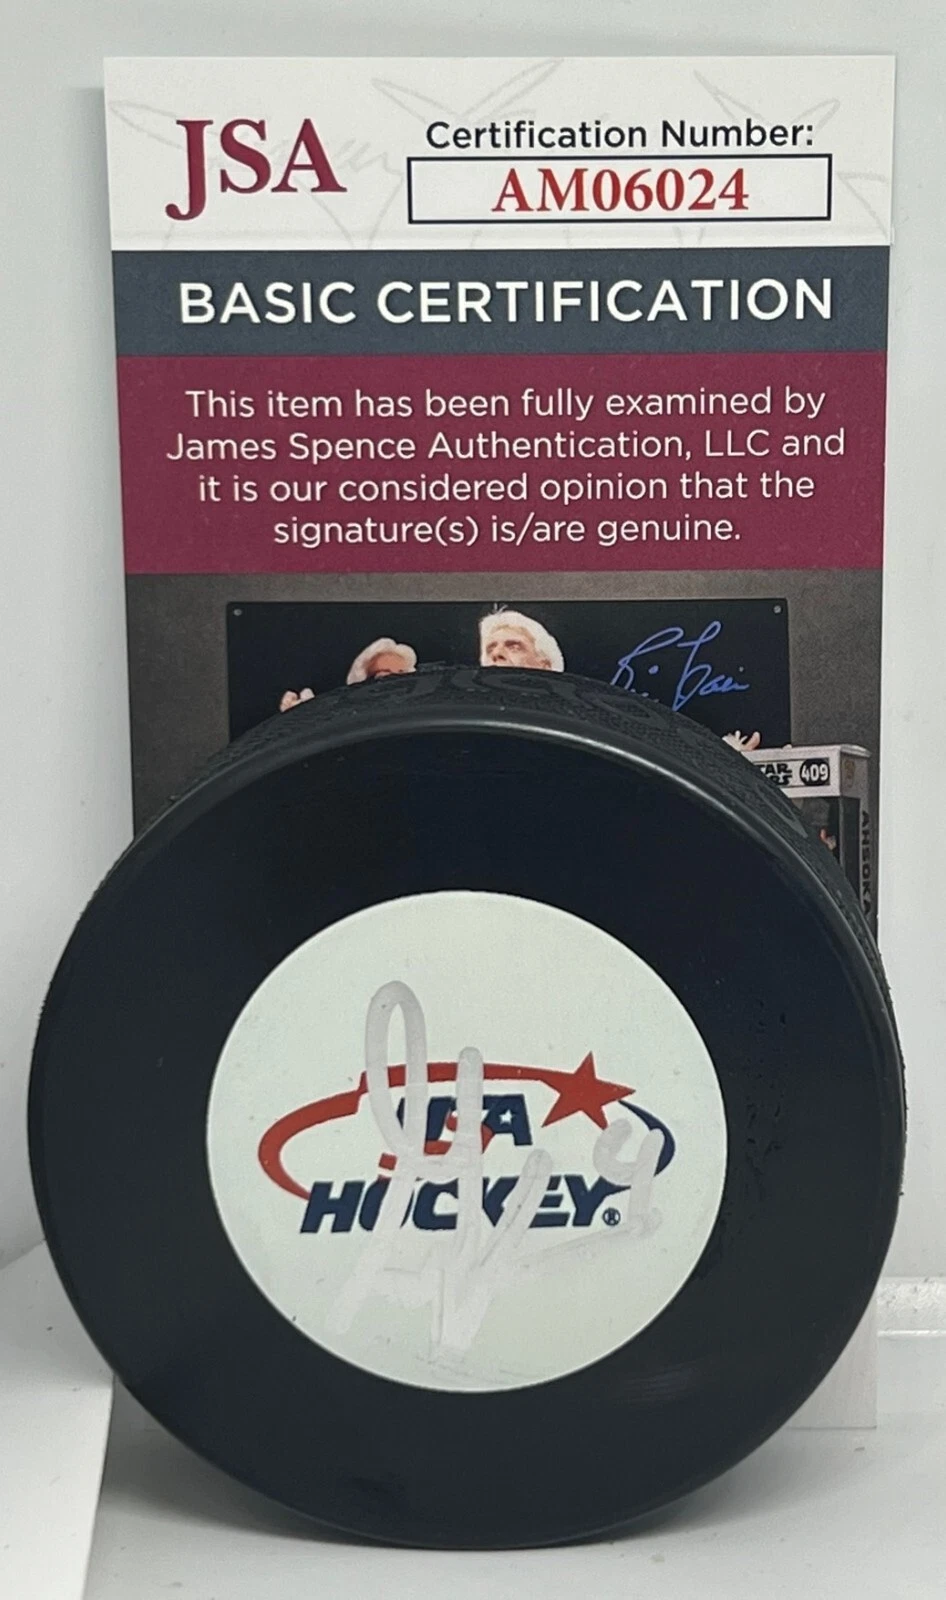 JSA
Certification Number:
AM06024
BASIC CERTIFICATION
This item has been fully examined by
James Spence Authentication, LLC and
it is our considered opinion that the
signature(s) is/are genuine.
409
AHSOKA
USA
HOCKEY®